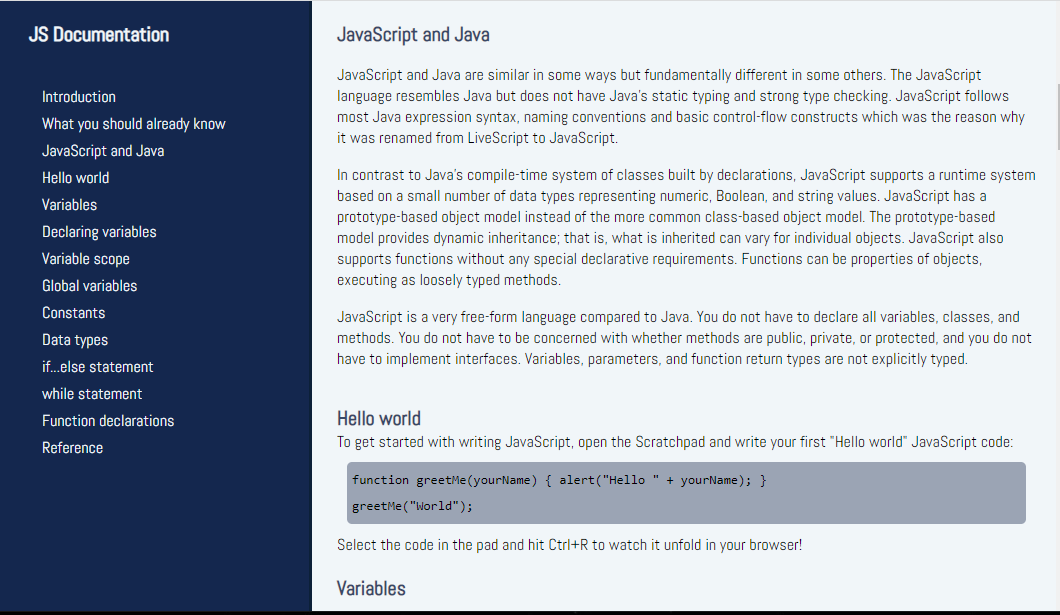 JS Documentation
Introduction
What you should already know
JavaScript and Java
Hello world
Variables
Declaring variables
Variable scope
Global variables
Constants
Data types
if...else statement
while statement
Function declarations
Reference
JavaScript and Java
JavaScript and Java are similar in some ways but fundamentally different in some others. The JavaScript
language resembles Java but does not have Java's static typing and strong type checking. JavaScript follows
most Java expression syntax, naming conventions and basic control-flow constructs which was the reason why
it was renamed from LiveScript to JavaScript.
In contrast to Java's compile-time system of classes built by declarations, JavaScript supports a runtime system
based on a small number of data types representing numeric, Boolean, and string values. JavaScript has a
prototype-based object model instead of the more common class-based object model. The prototype-based
model provides dynamic inheritance; that is, what is inherited can vary for individual objects. JavaScript also
supports functions without any special declarative requirements. Functions can be properties of objects,
executing as loosely typed methods.
JavaScript is a very free-form language compared to Java. You do not have to declare all variables, classes, and
methods. You do not have to be concerned with whether methods are public, private, or protected, and you do not
have to implement interfaces. Variables, parameters, and function return types are not explicitly typed.
Hello world
To get started with writing JavaScript, open the Scratchpad and write your first "Hello world" JavaScript code:
function greetMe(yourName) { alert("Hello " + yourName); }
greetMe("World");
Select the code in the pad and hit Ctrl+R to watch it unfold in your browser!
Variables